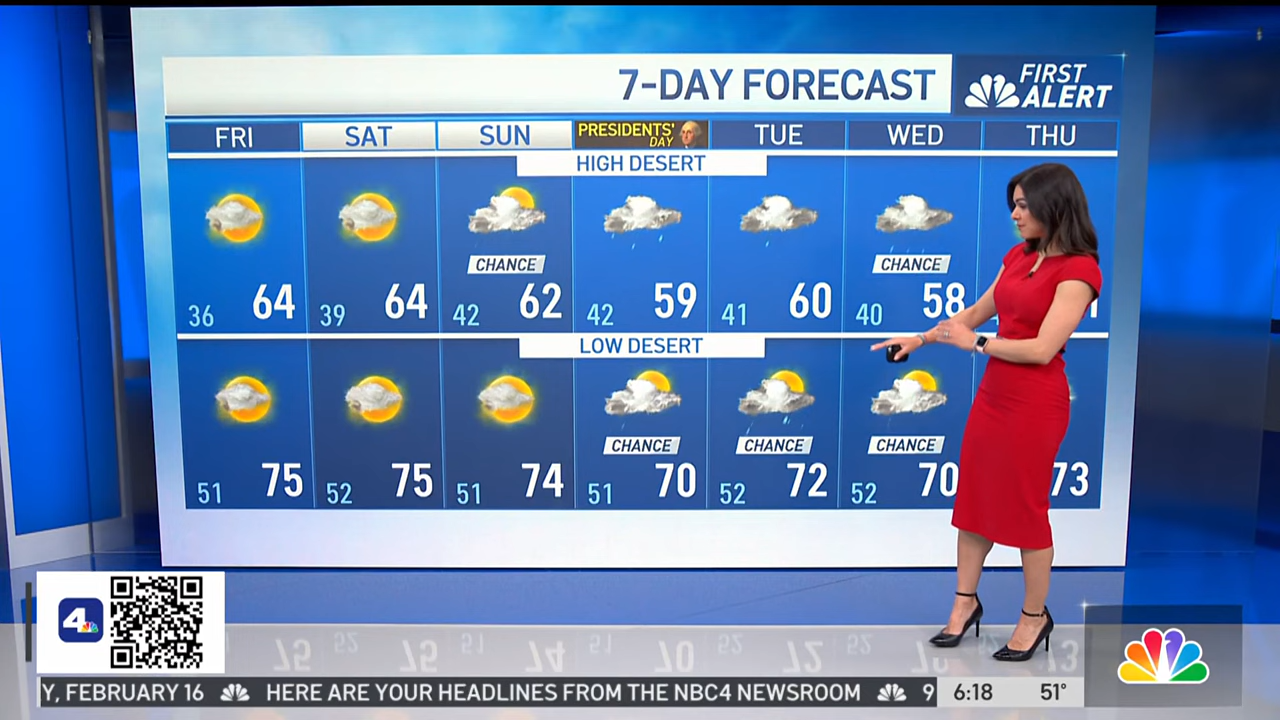 7-DAY FORECAST
FIRST
ALERT
FRI SAT SUN PRESIDENTS' DAY TUE WED THU
HIGH DESERT
CHANCE CHANCE
36 64 39 64 42 62 42 59 41 60 40 58
LOW DESERT
CHANCE CHANCE CHANCE
51 75 52 75 51 74 51 70 52 72 52 70 73
4
Y, FEBRUARY 16 HERE ARE YOUR HEADLINES FROM THE NBC4 NEWSROOM 9 6:18 51°